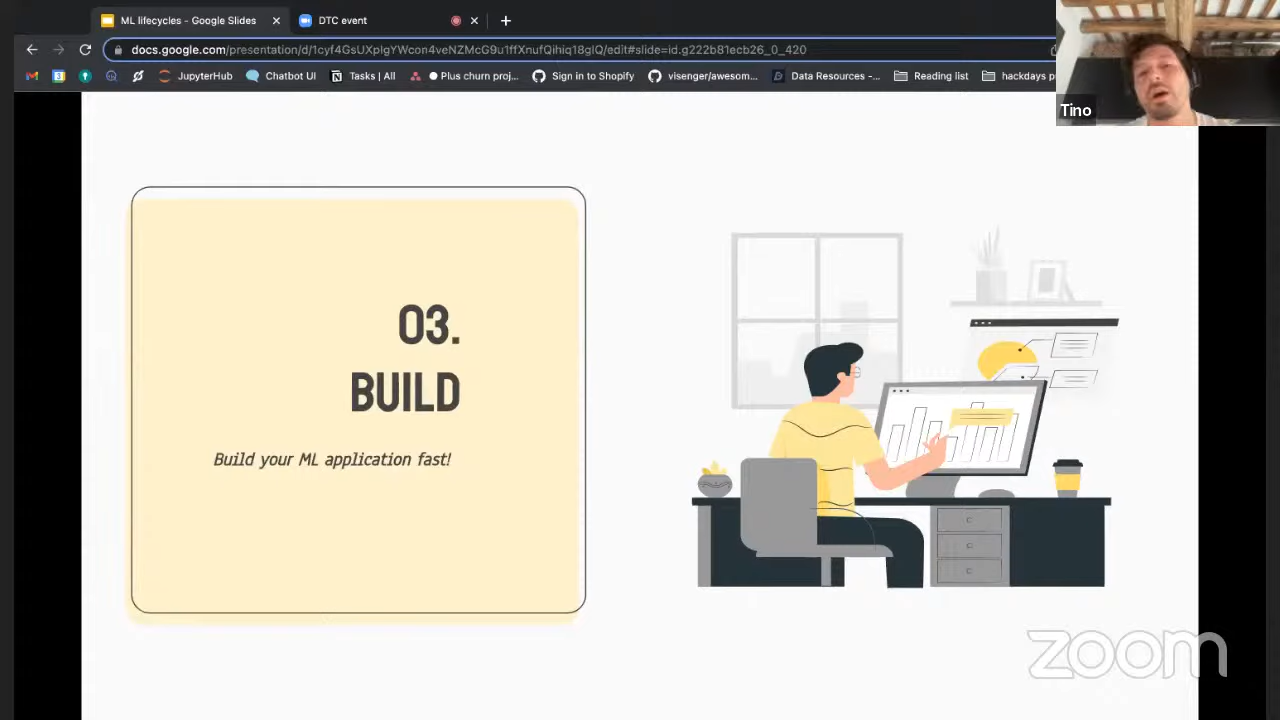 ML lifecycles - Google Slides
DTC event
docs.google.com/presentation/d/1cyf4GsUXplgYWcon4veNZMcG9u1ffXnufQihiq18glQ/edit#slide=id.g222b81ecb26_0_420
JupyterHub
Chatbot UI
Tasks | All
Plus churn proj...
Sign in to Shopify
visenger/awesom...
Data Resources -...
Reading list
hackdays p
Tino
03.
BUILD
Build your ML application fast!
zoom